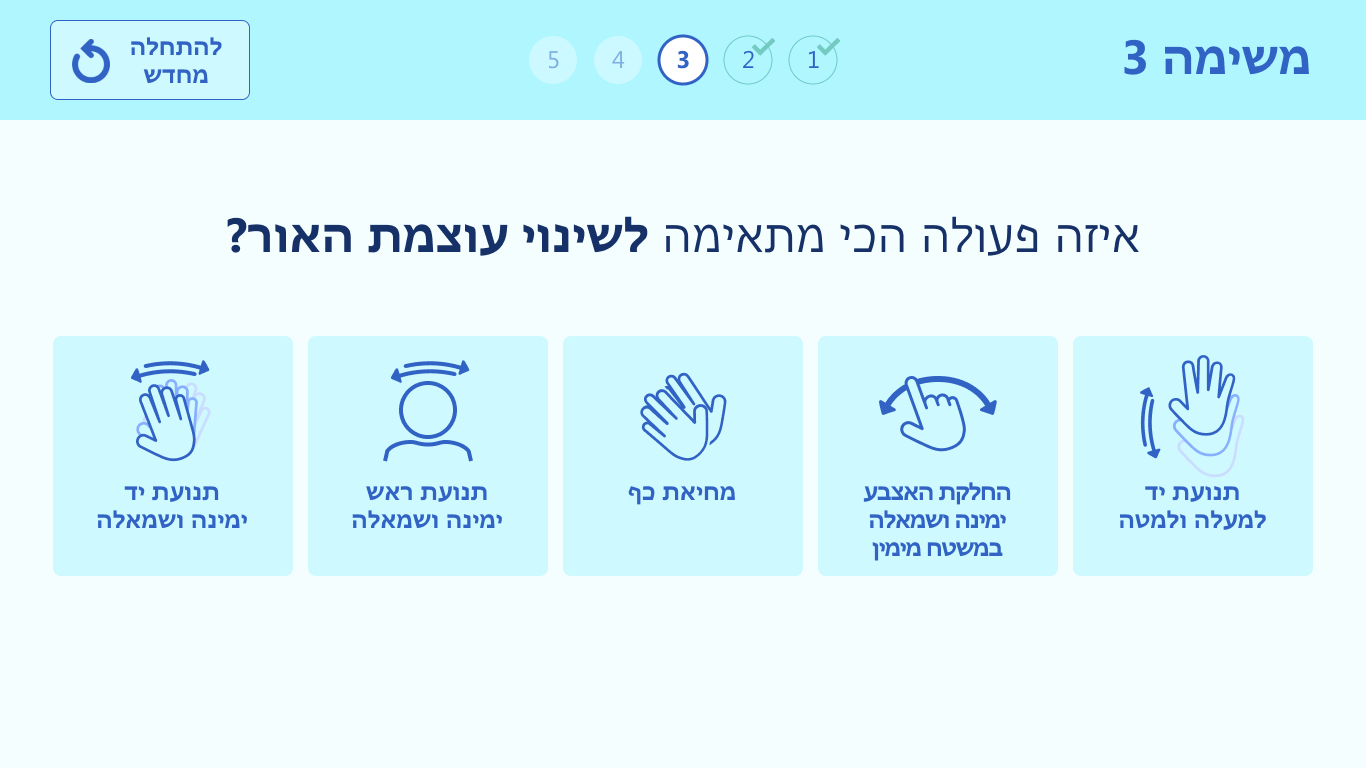 משימה 3
1 2 3 4 5
להתחלה
מחדש
איזה פעולה הכי מתאימה לשינוי עוצמת האור?
תנועת יד
למעלה ולמטה
החלקת האצבע
ימינה ושמאלה
במשטח מימין
מחיאת כף
תנועת ראש
ימינה ושמאלה
תנועת יד
ימינה ושמאלה